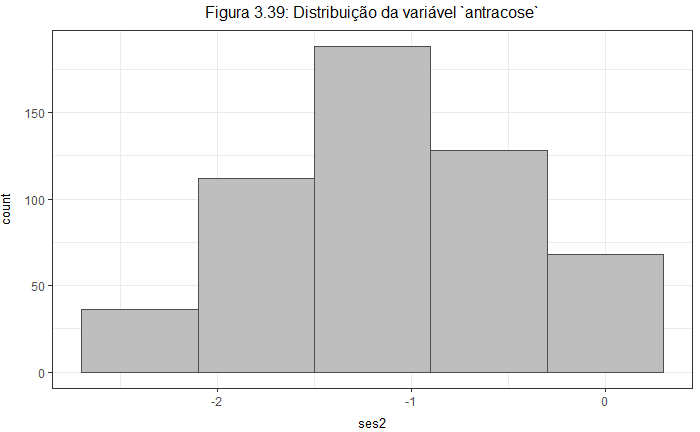 Figura 3.39: Distribuição da variável `antracose`
150
100
50
0
count
-2
-1
0
ses2